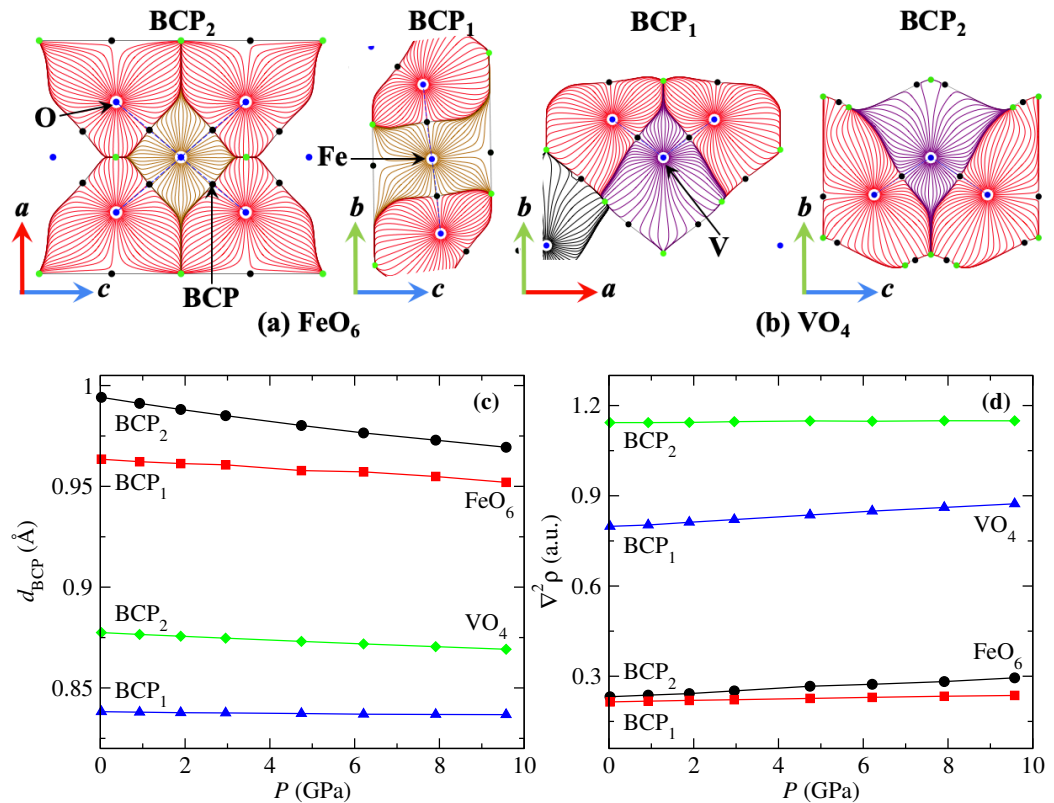 BCP₂ BCP₁ BCP₁ BCP₂
O Fe V
BCP
a c b c b a b c
(a) FeO₆ (b) VO₄
(c)
1
0.95
0.9
0.85
d_BCP (Å)
BCP₂
BCP₁
FeO₆
BCP₂
VO₄
BCP₁
0 2 4 6 8 10
P (GPa)
(d)
1.2
0.9
0.6
0.3
∇²ρ (a.u.)
BCP₂
VO₄
BCP₁
FeO₆
BCP₂
BCP₁
0 2 4 6 8 10
P (GPa)